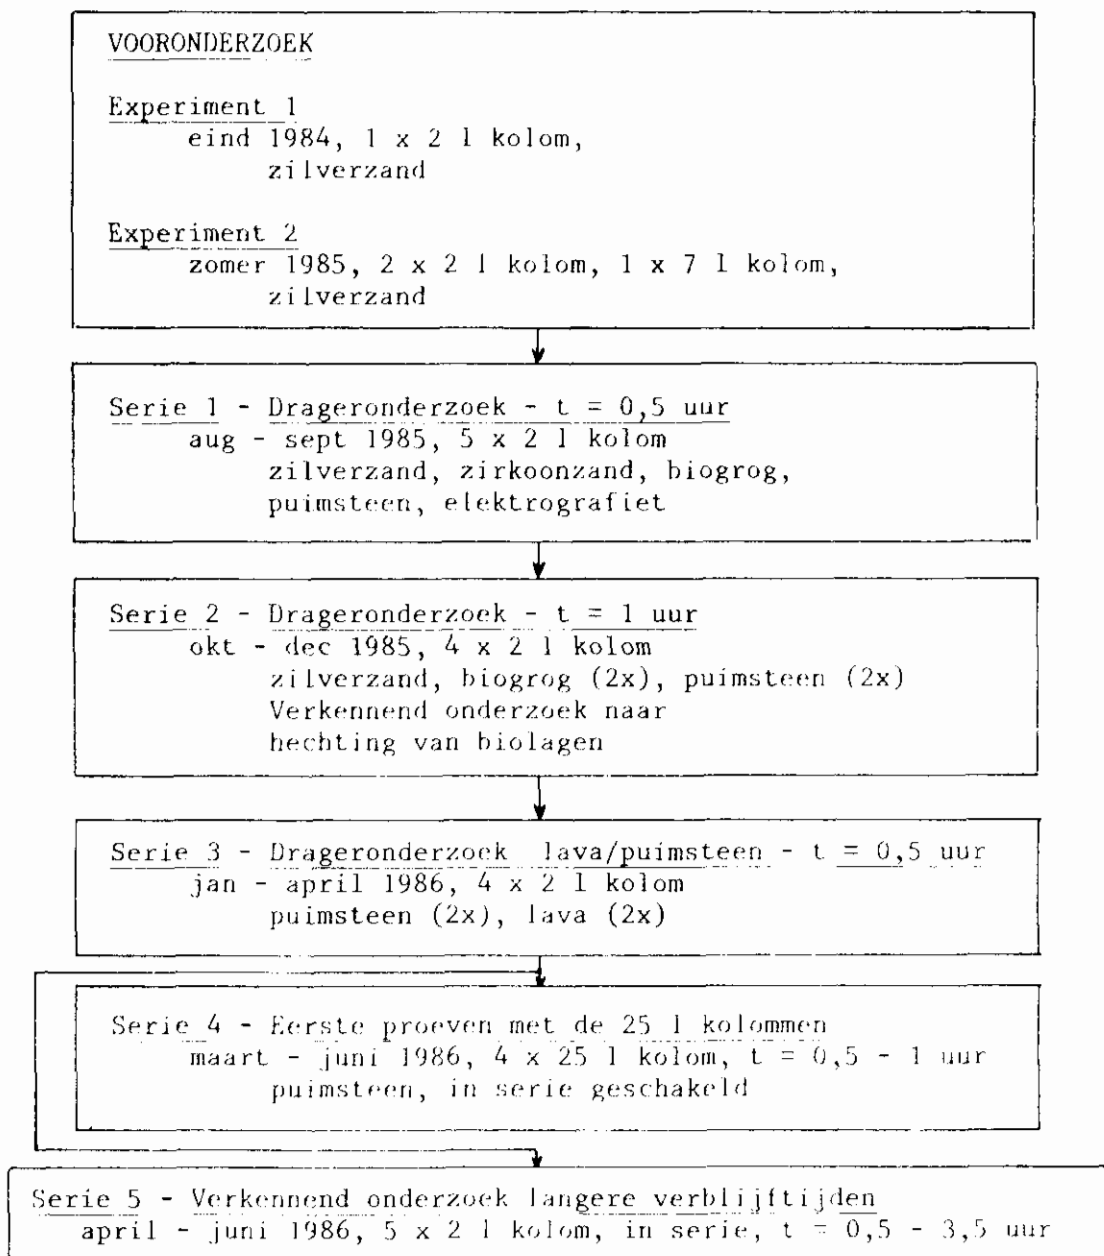 VOORONDERZOEK
Experiment 1
eind 1984, 1 x 2 l kolom,
zilverzand
Experiment 2
zomer 1985, 2 x 2 l kolom, 1 x 7 l kolom,
zilverzand
Serie 1 - Drageronderzoek - t = 0,5 uur
aug - sept 1985, 5 x 2 l kolom
zilverzand, zirkoonzand, biogrog,
puimsteen, elektrografiet
Serie 2 - Drageronderzoek - t = 1 uur
okt - dec 1985, 4 x 2 l kolom
zilverzand, biogrog (2x), puimsteen (2x)
Verkennend onderzoek naar
hechting van biolagen
Serie 3 - Drageronderzoek lava/puimsteen - t = 0,5 uur
jan - april 1986, 4 x 2 l kolom
puimsteen (2x), lava (2x)
Serie 4 - Eerste proeven met de 25 l kolommen
maart - juni 1986, 4 x 25 l kolom, t = 0,5 - 1 uur
puimsteen, in serie geschakeld
Serie 5 - Verkennend onderzoek langere verblijftijden
april - juni 1986, 5 x 2 l kolom, in serie, t = 0,5 - 3,5 uur